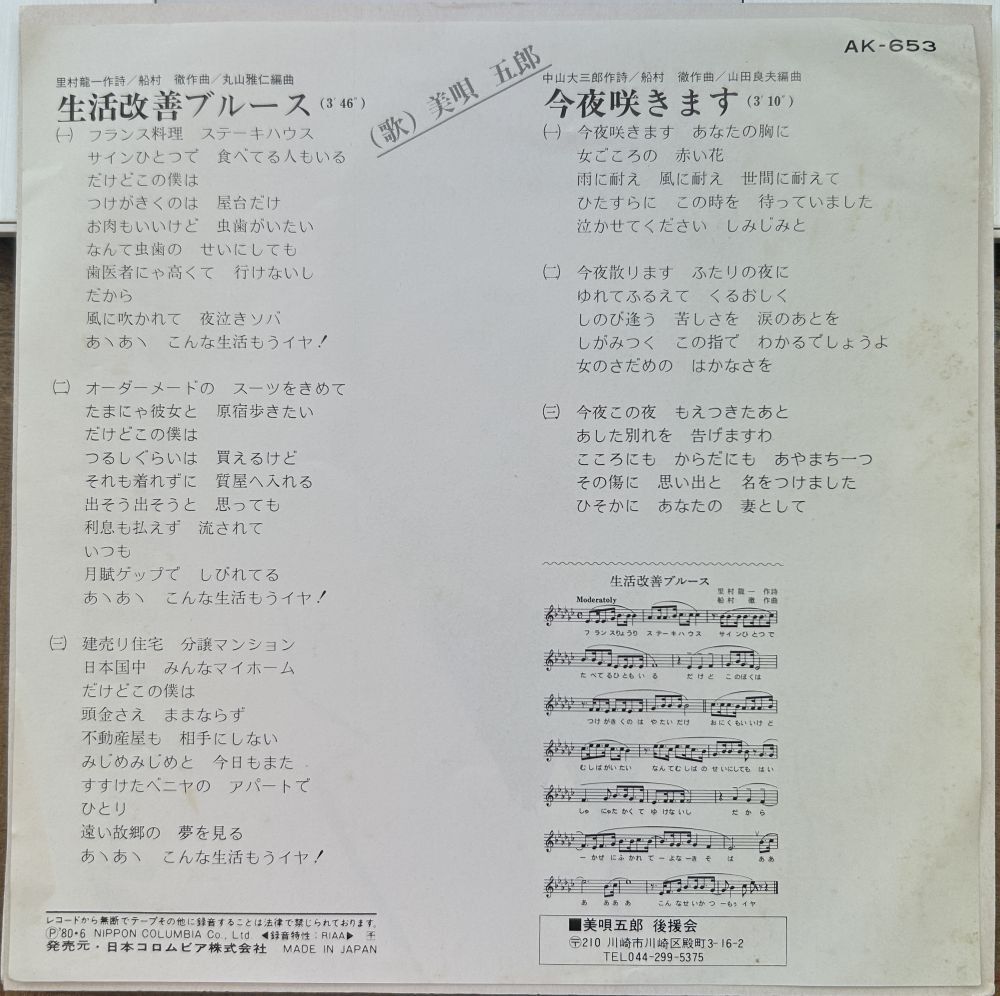 AK-653
里村龍一作詩／船村　徹作曲／丸山雅仁編曲
生活改善ブルース（3′46″）
（歌）美唄　五郎
㈠　フランス料理　ステーキハウス
サインひとつで　食べてる人もいる
だけどこの僕は
つけがきくのは　屋台だけ
お肉もいいけど　虫歯がいたい
なんて虫歯の　せいにしても
歯医者にゃ高くて　行けないし
だから
風に吹かれて　夜泣きソバ
あヽあヽ　こんな生活もうイヤ！
㈡　オーダーメードの　スーツをきめて
たまにゃ彼女と　原宿歩きたい
だけどこの僕は
つるしぐらいは　買えるけど
それも着れずに　質屋へ入れる
出そう出そうと　思っても
利息も払えず　流されて
いつも
月賦ゲップで　しびれてる
あヽあヽ　こんな生活もうイヤ！
㈢　建売り住宅　分譲マンション
日本国中　みんなマイホーム
だけどこの僕は
頭金さえ　ままならず
不動産屋も　相手にしない
みじめみじめと　今日もまた
すすけたベニヤの　アパートで
ひとり
遠い故郷の　夢を見る
あヽあヽ　こんな生活もうイヤ！
中山大三郎作詩／船村　徹作曲／山田良夫編曲
今夜咲きます（3′10″）
㈠　今夜咲きます　あなたの胸に
女ごころの　赤い花
雨に耐え　風に耐え　世間に耐えて
ひたすらに　この時を　待っていました
泣かせてください　しみじみと
㈡　今夜散ります　ふたりの夜に
ゆれてふるえて　くるおしく
しのび逢う　苦しさを　涙のあとを
しがみつく　この指で　わかるでしょうよ
女のさだめの　はかなさを
㈢　今夜この夜　もえつきたあと
あした別れを　告げますわ
こころにも　からだにも　あやまち一つ
その傷に　思い出と　名をつけました
ひそかに　あなたの　妻として
生活改善ブルース
里村龍一　作詩
船村　徹　作曲
Moderatoly
フランスりょうり　ステーキハウス　サインひとつで
たべてるひともいる　だけど　このぼくは
つけがきくのは　やたいだけ　おにくもいいけど
むしばがいたい　なんてむしばのせいにしても　はい
しゃ　にゃたかくて　ゆけないし　だから
ーかぜにふかれてーよなーきそば　ああ
あ　あああ　こんなせいかつーもうイヤ
レコードから無断でテープその他に録音することは法律で禁じられております。
Ⓟ'80・6 NIPPON COLUMBIA Co., Ltd ◀録音特性：RIAA▶
発売元・日本コロムビア株式会社　MADE IN JAPAN
■美唄五郎 後援会
〒210 川崎市川崎区殿町3-16-2
TEL044-299-5375